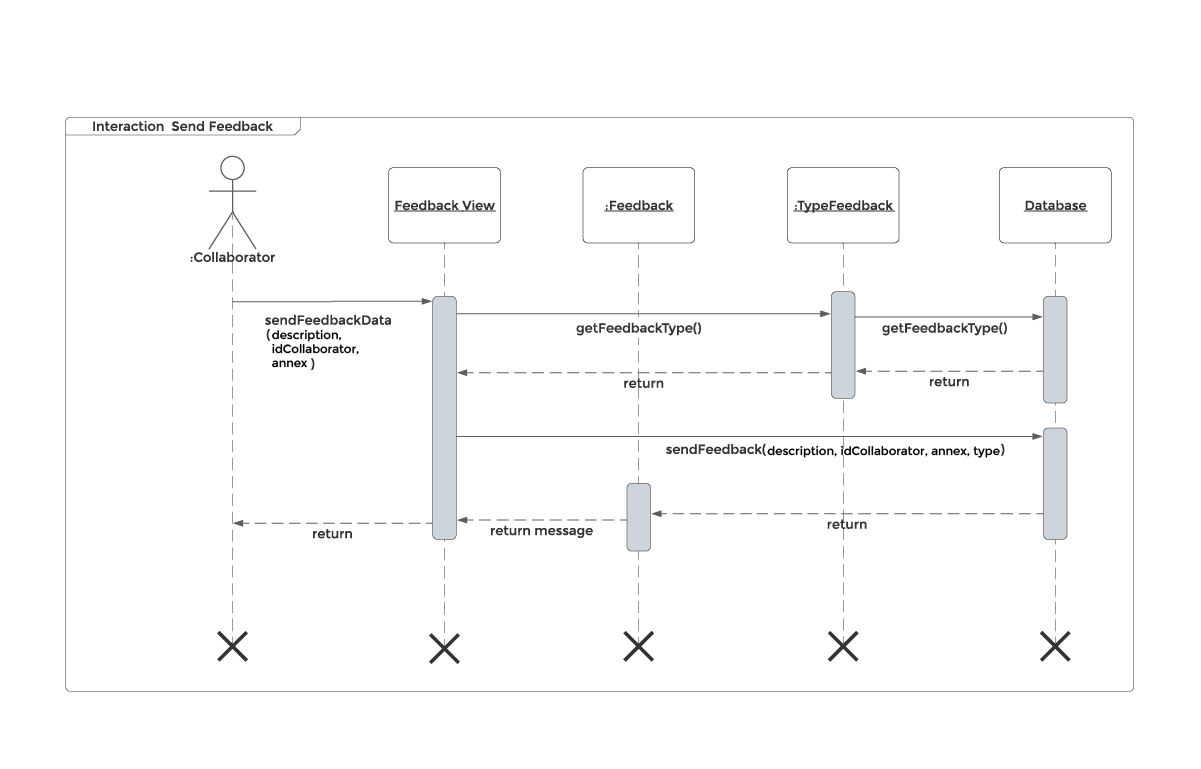 Interaction  Send Feedback
Feedback View
:Feedback
:TypeFeedback
Database
:Collaborator
sendFeedbackData
(description,
idCollaborator,
annex )
getFeedbackType()
getFeedbackType()
return
return
sendFeedback(description, idCollaborator, annex, type)
return
return message
return